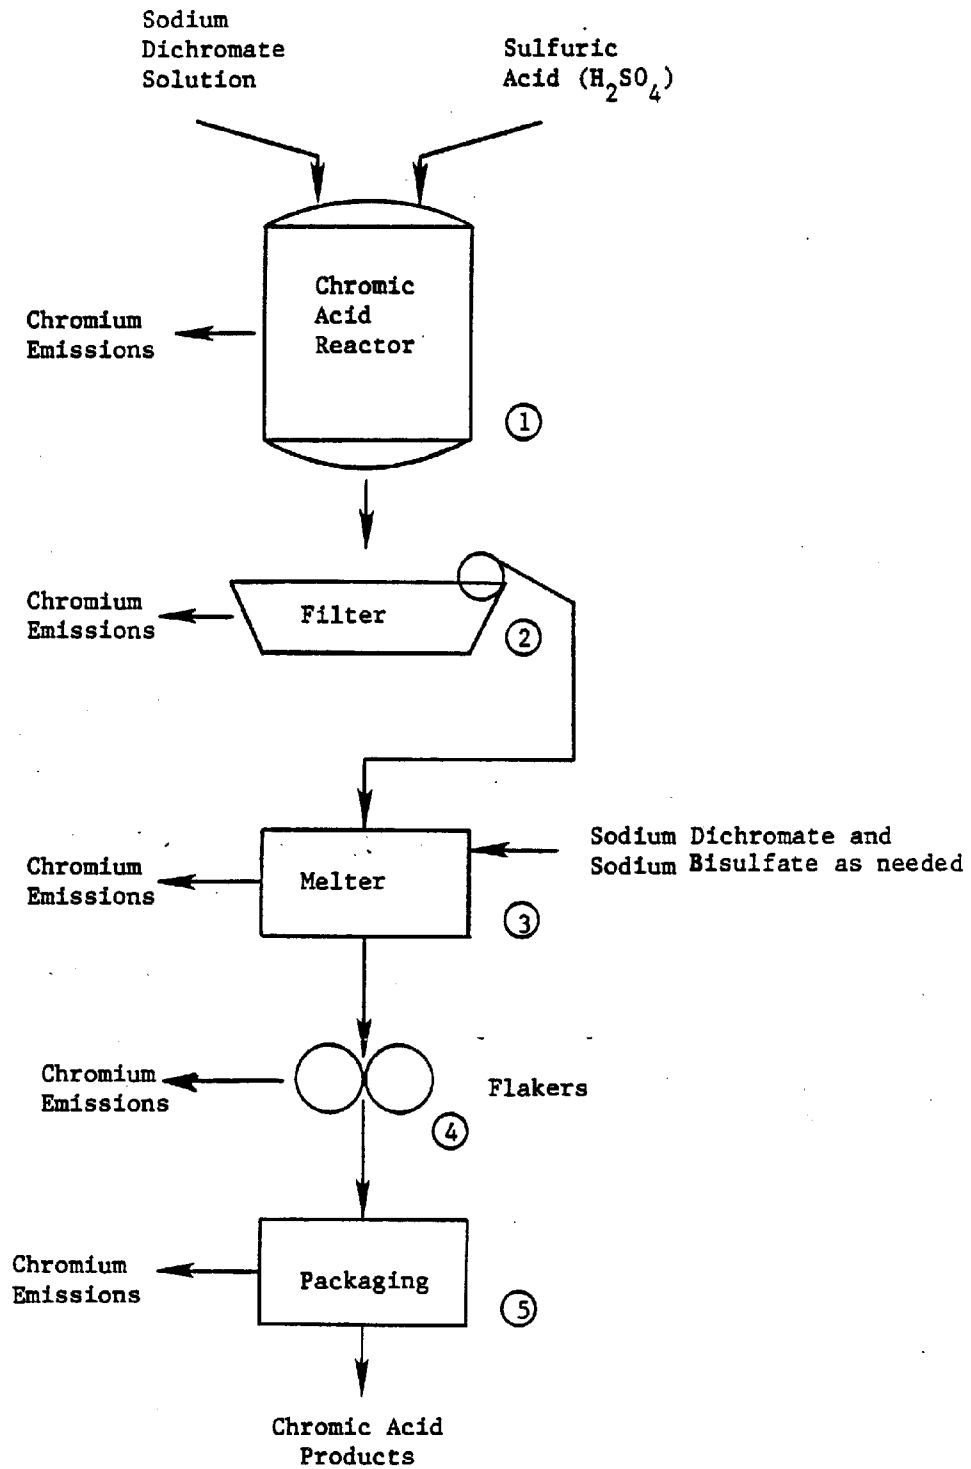 Sodium
Dichromate
Solution
Sulfuric
Acid (H2SO4)
Chromic
Acid
Reactor
Chromium
Emissions
1
Chromium
Emissions
Filter
2
Sodium Dichromate and
Sodium Bisulfate as needed
Chromium
Emissions
Melter
3
Chromium
Emissions
Flakers
4
Chromium
Emissions
Packaging
5
Chromic Acid
Products